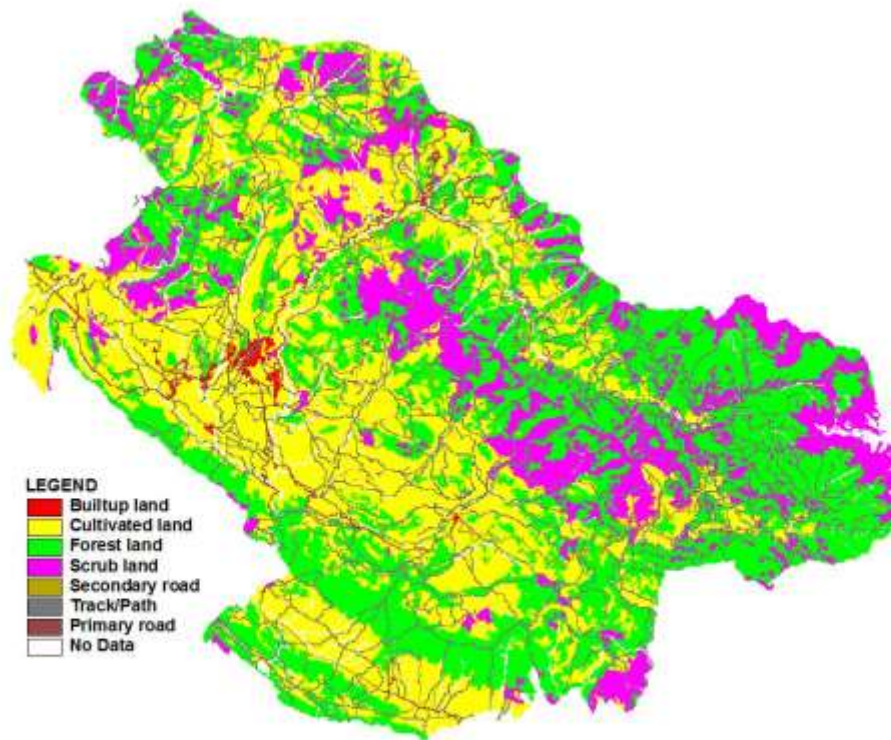 LEGEND
Builtup land
Cultivated land
Forest land
Scrub land
Secondary road
Track/Path
Primary road
No Data